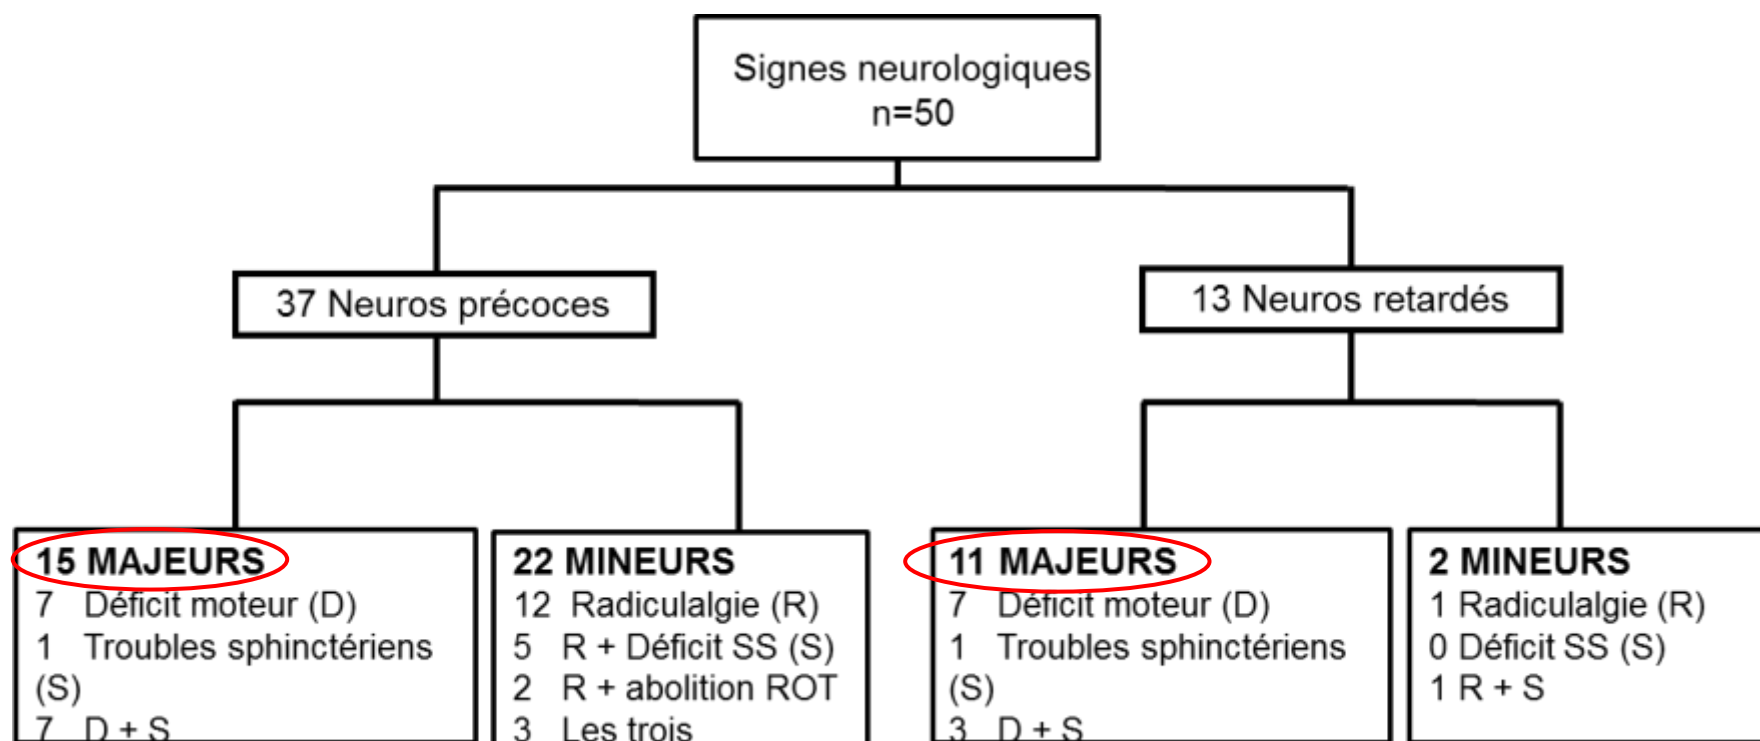 Signes neurologiques
n=50
37 Neuros précoces
13 Neuros retardés
15 MAJEURS
7 Déficit moteur (D)
1 Troubles sphinctériens
(S)
7 D + S
22 MINEURS
12 Radiculalgie (R)
5 R + Déficit SS (S)
2 R + abolition ROT
3 Les trois
11 MAJEURS
7 Déficit moteur (D)
1 Troubles sphinctériens
(S)
3 D + S
2 MINEURS
1 Radiculalgie (R)
0 Déficit SS (S)
1 R + S